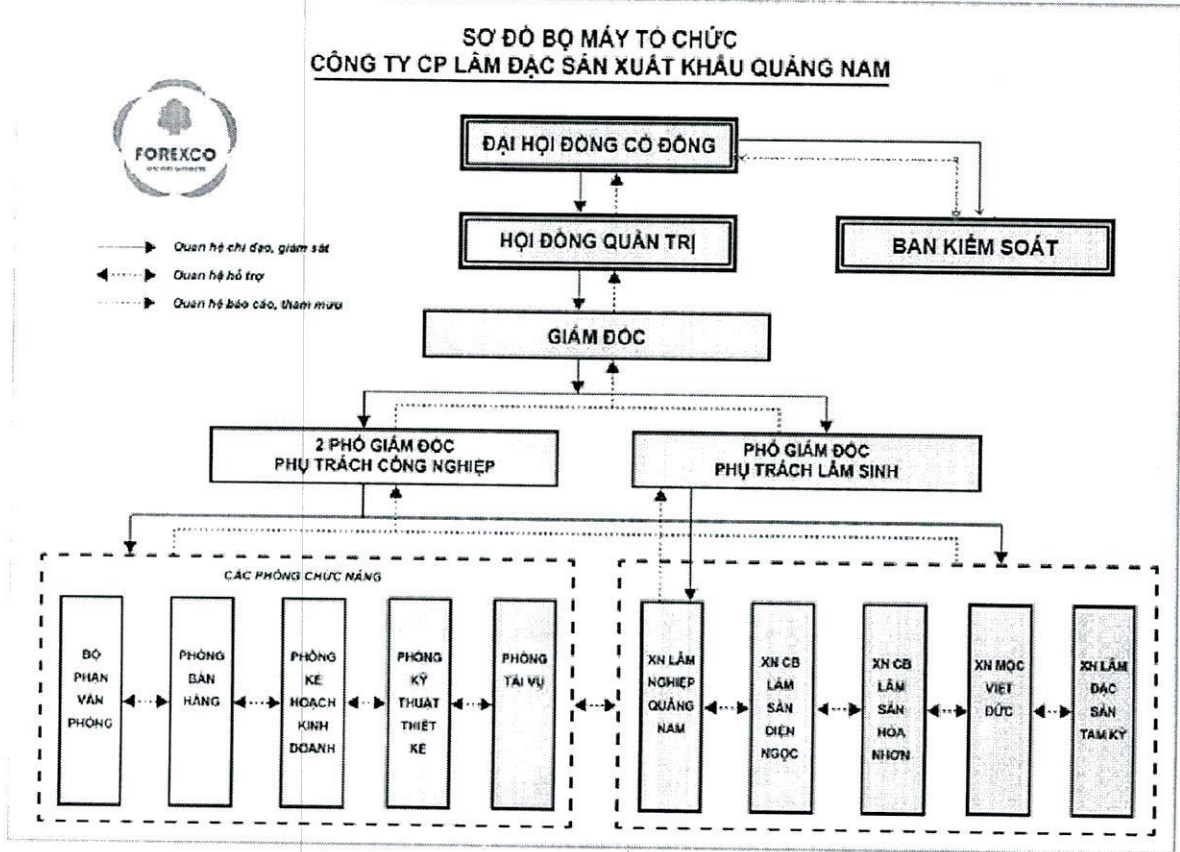 SƠ ĐỒ BỘ MÁY TỔ CHỨC
CÔNG TY CP LÂM ĐẶC SẢN XUẤT KHẨU QUẢNG NAM
FOREXCO
ĐẠI HỘI ĐỒNG CỔ ĐÔNG
HỘI ĐỒNG QUẢN TRỊ
BAN KIỂM SOÁT
Quan hệ chỉ đạo, giám sát
Quan hệ hỗ trợ
Quan hệ báo cáo, tham mưu
GIÁM ĐỐC
2 PHÓ GIÁM ĐỐC
PHỤ TRÁCH CÔNG NGHIỆP
PHÓ GIÁM ĐỐC
PHỤ TRÁCH LÂM SINH
CÁC PHÒNG CHỨC NĂNG
BỘ
PHẬN
VĂN
PHÒNG
PHÒNG
BÁN
HÀNG
PHÒNG
KẾ
HOẠCH
KINH
DOANH
PHÒNG
KỸ
THUẬT
THIẾT
KẾ
PHÒNG
TÀI VỤ
XN LÂM
NGHIỆP
QUẢNG
NAM
XN CB
LÂM
SẢN
ĐIỆN
NGỌC
XN CB
LÂM
SẢN
HÒA
NHƠN
XN MỘC
VIỆT
ĐỨC
XN LÂM
ĐẶC
SẢN
TAM KỲ